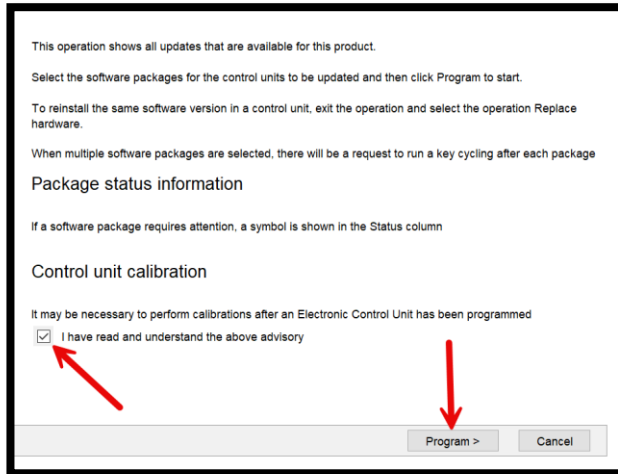 This operation shows all updates that are available for this product.
Select the software packages for the control units to be updated and then click Program to start.
To reinstall the same software version in a control unit, exit the operation and select the operation Replace
hardware.
When multiple software packages are selected, there will be a request to run a key cycling after each package
Package status information
If a software package requires attention, a symbol is shown in the Status column
Control unit calibration
It may be necessary to perform calibrations after an Electronic Control Unit has been programmed
I have read and understand the above advisory
Program >
Cancel